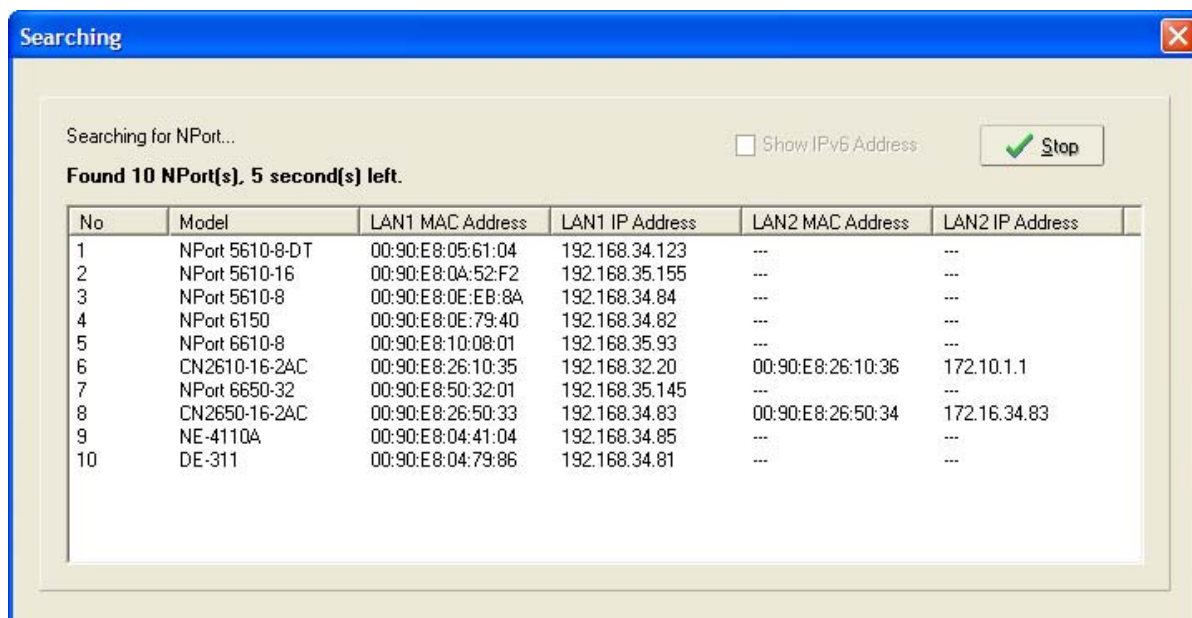 Searching
Searching for NPort...
Show IPv6 Address
Stop
Found 10 NPort(s), 5 second(s) left.
No Model LAN1 MAC Address LAN1 IP Address LAN2 MAC Address LAN2 IP Address
1 NPort 5610-8-DT 00:90:E8:05:61:04 192.168.34.123 --- ---
2 NPort 5610-16 00:90:E8:0A:52:F2 192.168.35.155 --- ---
3 NPort 5610-8 00:90:E8:0E:EB:8A 192.168.34.84 --- ---
4 NPort 6150 00:90:E8:0E:79:40 192.168.34.82 --- ---
5 NPort 6610-8 00:90:E8:10:08:01 192.168.35.93 --- ---
6 CN2610-16-2AC 00:90:E8:26:10:35 192.168.32.20 00:90:E8:26:10:36 172.10.1.1
7 NPort 6650-32 00:90:E8:50:32:01 192.168.35.145 --- ---
8 CN2650-16-2AC 00:90:E8:26:50:33 192.168.34.83 00:90:E8:26:50:34 172.16.34.83
9 NE-4110A 00:90:E8:04:41:04 192.168.34.85 --- ---
10 DE-311 00:90:E8:04:79:86 192.168.34.81 --- ---